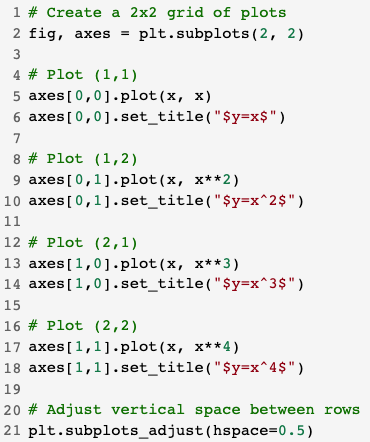 1 # Create a 2x2 grid of plots
2 fig, axes = plt.subplots(2, 2)
3
4 # Plot (1,1)
5 axes[0,0].plot(x, x)
6 axes[0,0].set_title("$y=x$")
7
8 # Plot (1,2)
9 axes[0,1].plot(x, x**2)
10 axes[0,1].set_title("$y=x^2$")
11
12 # Plot (2,1)
13 axes[1,0].plot(x, x**3)
14 axes[1,0].set_title("$y=x^3$")
15
16 # Plot (2,2)
17 axes[1,1].plot(x, x**4)
18 axes[1,1].set_title("$y=x^4$")
19
20 # Adjust vertical space between rows
21 plt.subplots_adjust(hspace=0.5)